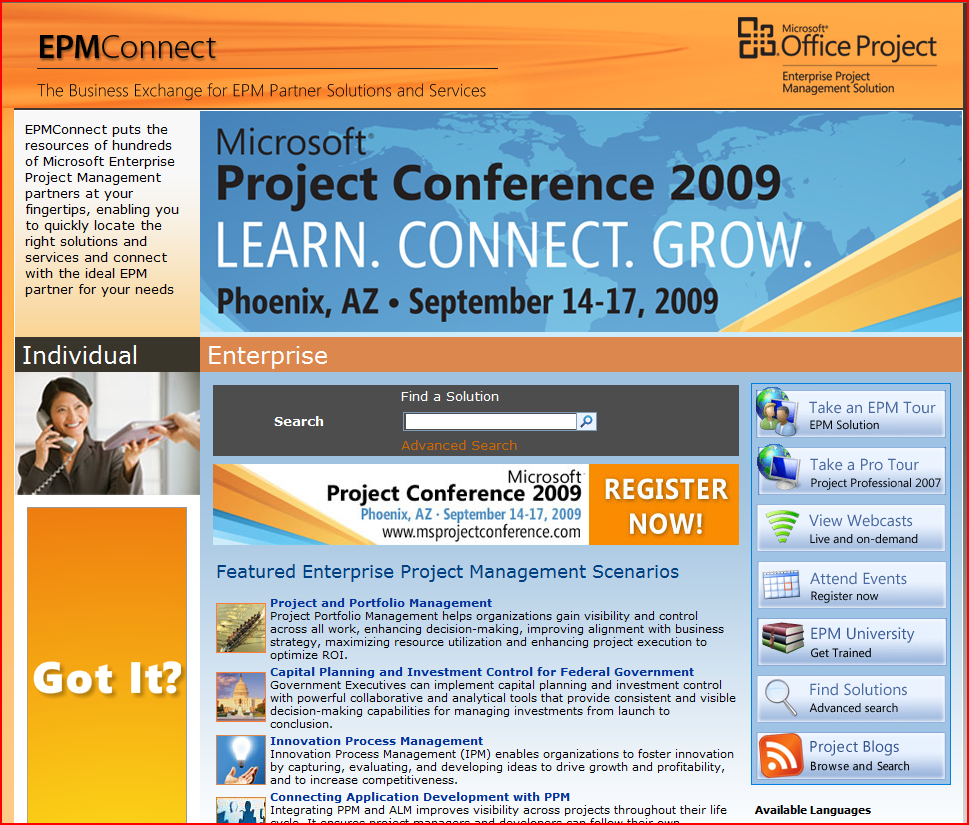 EPMConnect
The Business Exchange for EPM Partner Solutions and Services
Microsoft®
Office Project
Enterprise Project
Management Solution
EPMConnect puts the
resources of hundreds
of Microsoft Enterprise
Project Management
partners at your
fingertips, enabling you
to quickly locate the
right solutions and
services and connect
with the ideal EPM
partner for your needs
Microsoft®
Project Conference 2009
LEARN. CONNECT. GROW.
Phoenix, AZ • September 14-17, 2009
Individual
Enterprise
Got It?
Find a Solution
Search
Advanced Search
Microsoft®
Project Conference 2009
Phoenix, AZ · September 14-17, 2009
www.msprojectconference.com
REGISTER
NOW!
Featured Enterprise Project Management Scenarios
Project and Portfolio Management
Project Portfolio Management helps organizations gain visibility and control
across all work, enhancing decision-making, improving alignment with business
strategy, maximizing resource utilization and enhancing project execution to
optimize ROI.
Capital Planning and Investment Control for Federal Government
Government Executives can implement capital planning and investment control
with powerful collaborative and analytical tools that provide consistent and visible
decision-making capabilities for managing investments from launch to
conclusion.
Innovation Process Management
Innovation Process Management (IPM) enables organizations to foster innovation
by capturing, evaluating, and developing ideas to drive growth and profitability,
and to increase competitiveness.
Connecting Application Development with PPM
Integrating PPM and ALM improves visibility across projects throughout their life
cycle. It ensures project managers and developers can follow their own
Take an EPM Tour
EPM Solution
Take a Pro Tour
Project Professional 2007
View Webcasts
Live and on-demand
Attend Events
Register now
EPM University
Get Trained
Find Solutions
Advanced search
Project Blogs
Browse and Search
Available Languages